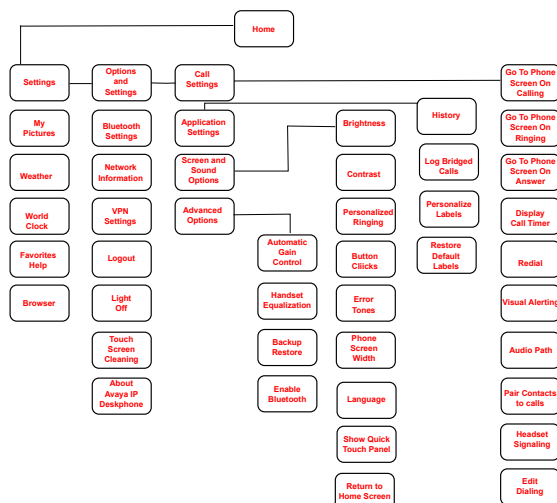 Home
Settings
Options
and
Settings
Call
Settings
Go To Phone
Screen On
Calling
My
Pictures
Bluetooth
Settings
Application
Settings
Brightness
History
Go To Phone
Screen On
Ringing
Weather
Network
Information
Screen and
Sound
Options
Contrast
Log Bridged
Calls
Go To Phone
Screen On
Answer
World
Clock
VPN
Settings
Advanced
Options
Personalized
Ringing
Personalize
Labels
Display
Call Timer
Favorites
Help
Logout
Automatic
Gain
Control
Button
Cliicks
Restore
Default
Labels
Redial
Browser
Light
Off
Handset
Equalization
Error
Tones
Visual Alerting
Touch
Screen
Cleaning
Backup
Restore
Phone
Screen
Width
Audio Path
About
Avaya IP
Deskphone
Enable
Bluetooth
Language
Pair Contacts
to calls
Show Quick
Touch Panel
Headset
Signaling
Return to
Home Screen
Edit
Dialing